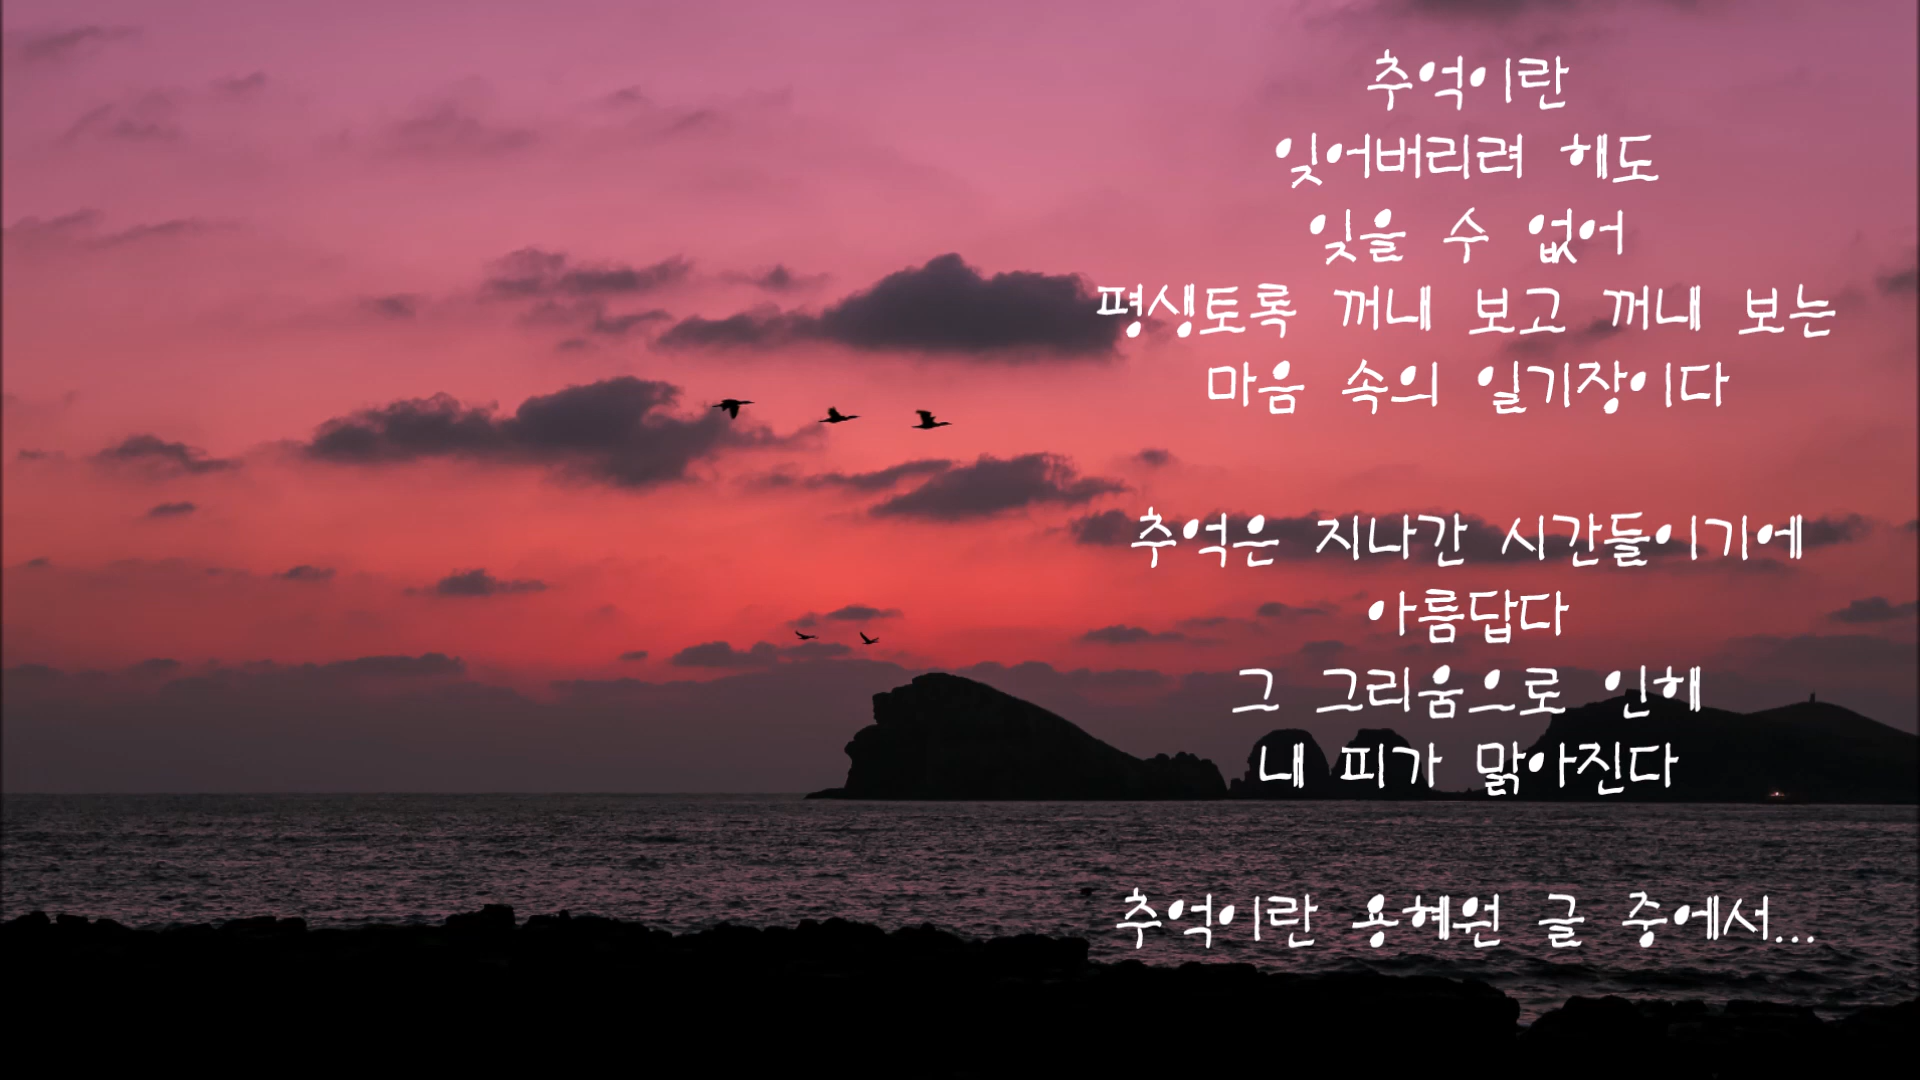 추억이란
잊어버리려 해도
잊을 수 없어
평생토록 꺼내 보고 꺼내 보는
마음 속의 일기장이다
추억은 지나간 시간들이기에
아름답다
그 그리움으로 인해
내 피가 맑아진다
추억이란 용혜원 글 중에서...